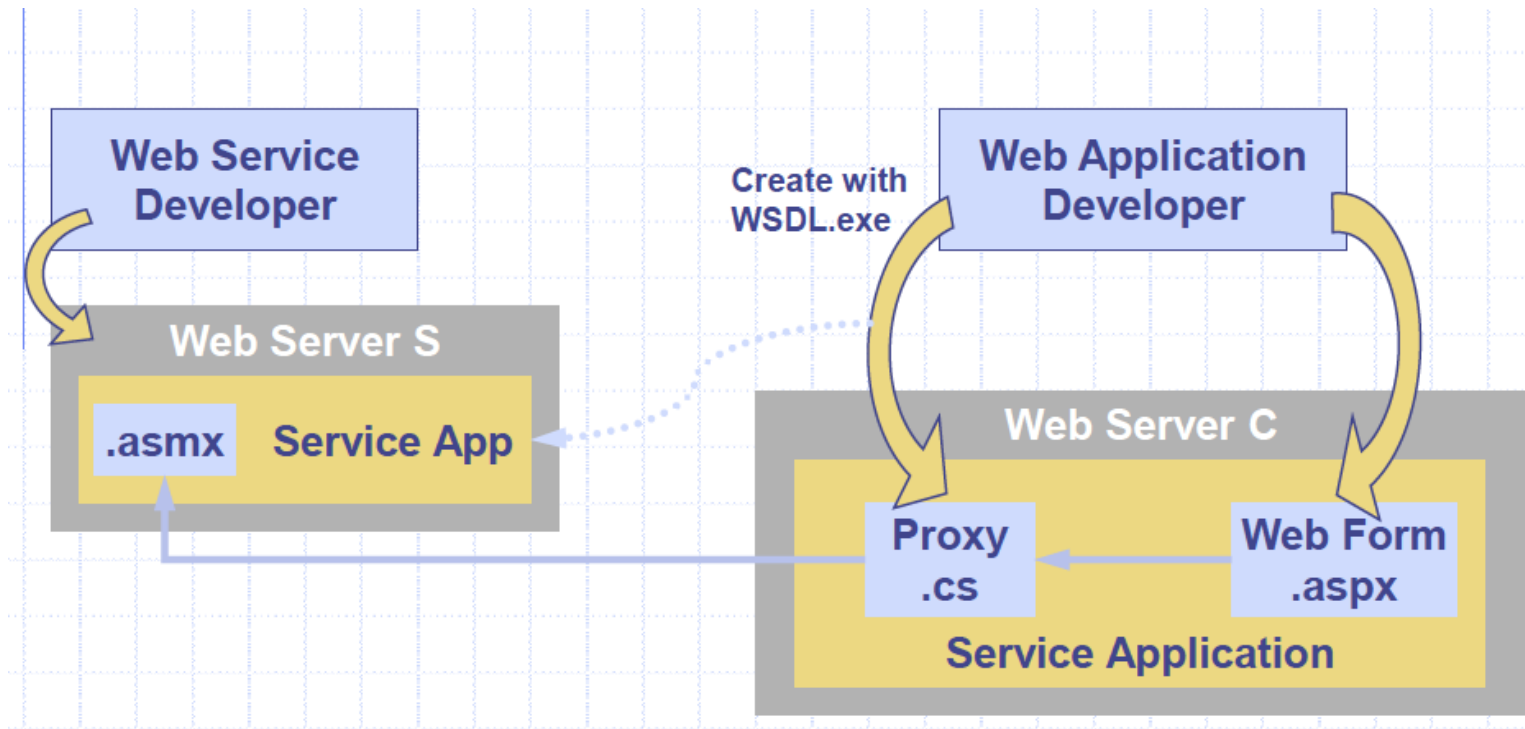 Web Service
Developer
Create with
WSDL.exe
Web Application
Developer
Web Server S
.asmx
Service App
Web Server C
Proxy
.cs
Web Form
.aspx
Service Application